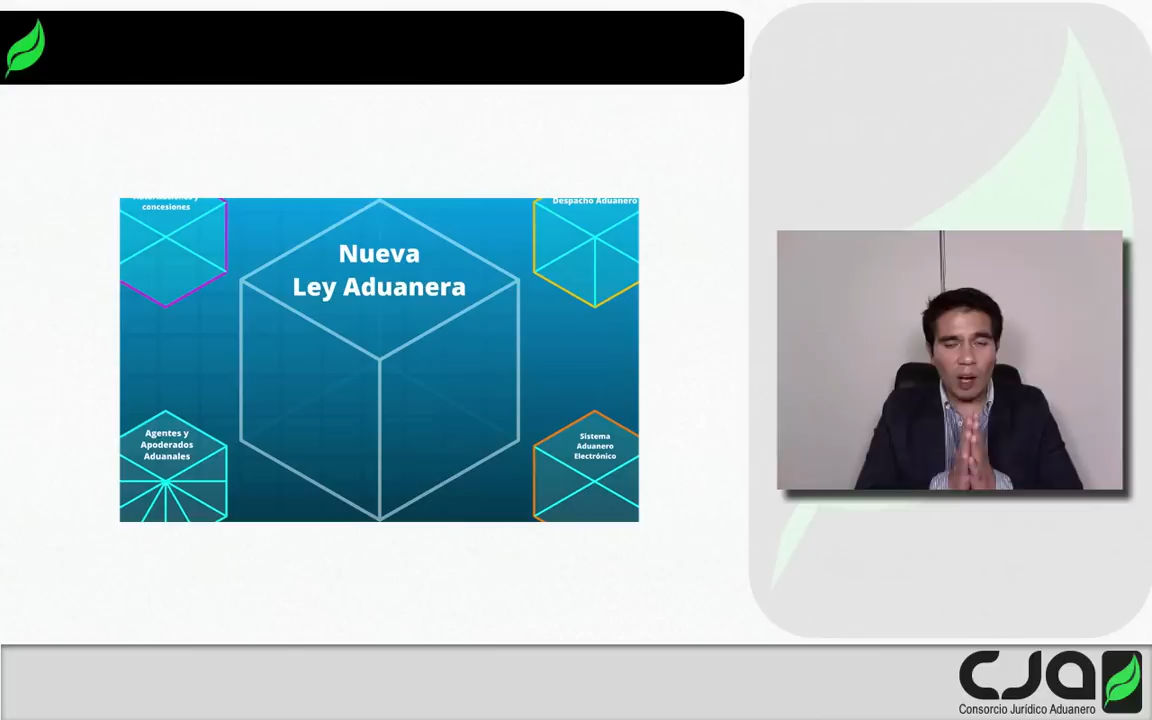 concesiones
Despacho Aduanero
Nueva
Ley Aduanera
Agentes y
Apoderados
Aduanales
Sistema
Aduanero
Electrónico
CJA
Consorcio Jurídico Aduanero